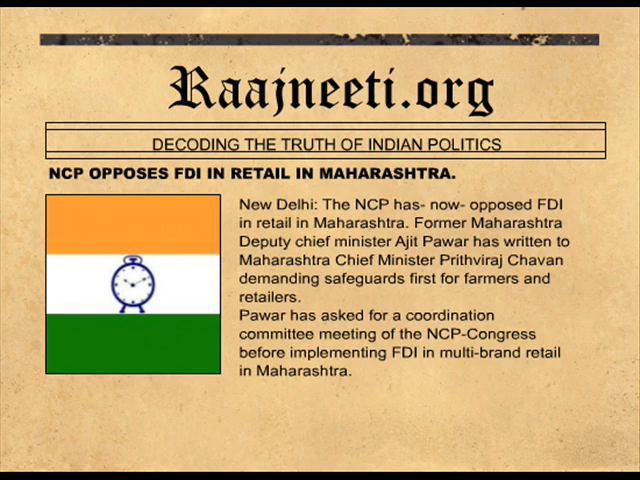 Raajneeti.org
DECODING THE TRUTH OF INDIAN POLITICS
NCP OPPOSES FDI IN RETAIL IN MAHARASHTRA.
New Delhi: The NCP has- now- opposed FDI
in retail in Maharashtra. Former Maharashtra
Deputy chief minister Ajit Pawar has written to
Maharashtra Chief Minister Prithviraj Chavan
demanding safeguards first for farmers and
retailers.
Pawar has asked for a coordination
committee meeting of the NCP-Congress
before implementing FDI in multi-brand retail
in Maharashtra.